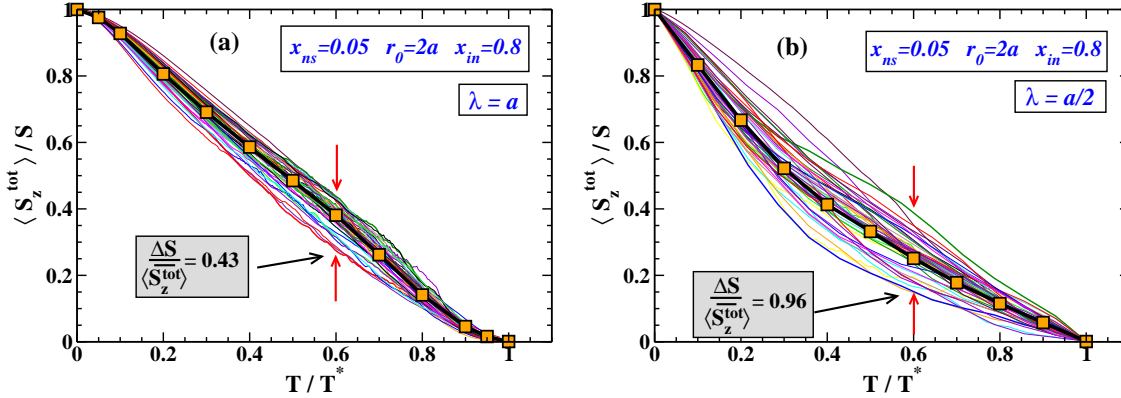 (a)
x_ns=0.05 r_0=2a x_in=0.8
λ = a
ΔS
⟨S_z^tot⟩ = 0.43
⟨ S_z^tot ⟩ / S
1
0.8
0.6
0.4
0.2
0
0 0.2 0.4 0.6 0.8 1
T / T*
(b)
x_ns=0.05 r_0=2a x_in=0.8
λ = a/2
ΔS
⟨S_z^tot⟩ = 0.96
⟨ S_z^tot ⟩ / S
1
0.8
0.6
0.4
0.2
0
0 0.2 0.4 0.6 0.8 1
T / T*